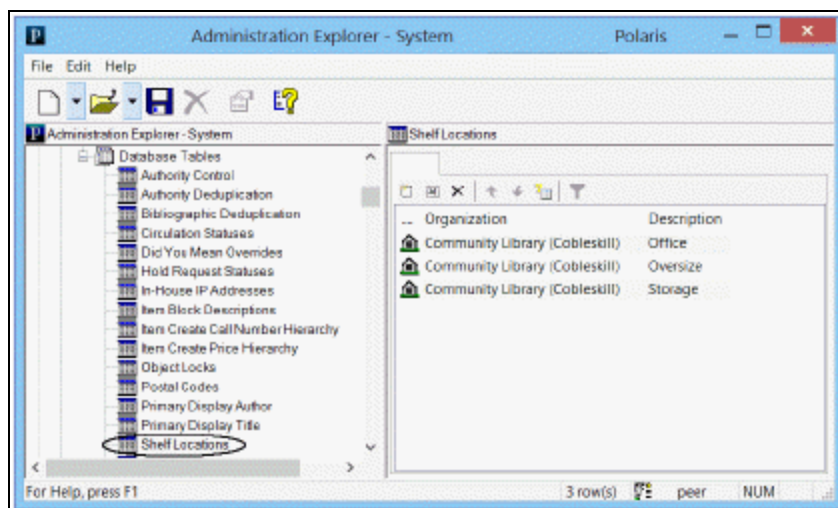 Administration Explorer - System Polaris
File Edit Help
Administration Explorer - System
Database Tables
Authority Control
Authority Deduplication
Bibliographic Deduplication
Circulation Statuses
Did You Mean Overrides
Hold Request Statuses
In-House IP Addresses
Item Block Descriptions
Item Create Call Number Hierarchy
Item Create Price Hierarchy
Object Locks
Postal Codes
Primary Display Author
Primary Display Title
Shelf Locations
Shelf Locations
... Organization Description
Community Library (Cobleskill) Office
Community Library (Cobleskill) Oversize
Community Library (Cobleskill) Storage
For Help, press F1 3 row(s) peer NUM